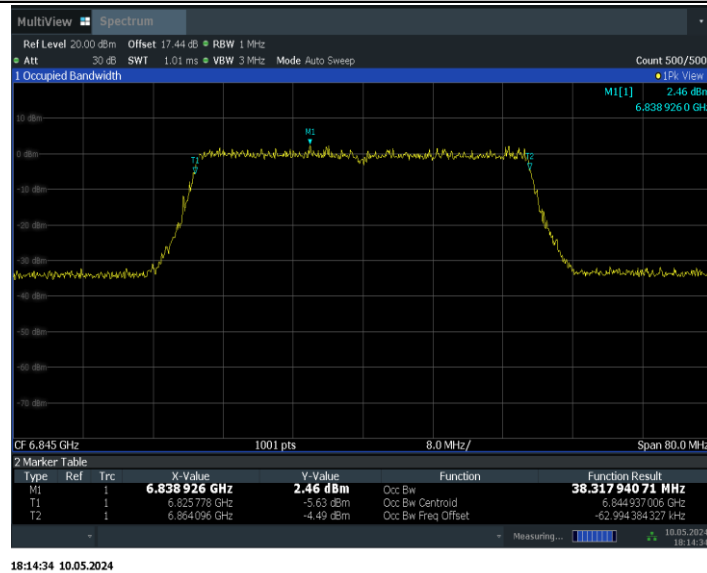 MultiView Spectrum
Ref Level 20.00 dBm Offset 17.44 dB RBW 1 MHz
Att 30 dB SWT 1.01 ms VBW 3 MHz Mode Auto Sweep Count 500/500
1 Occupied Bandwidth 1Pk View
M1[1] 2.46 dBm
6.838 926 0 GHz
10 dBm
M1
0 dBm
T1
T2
-10 dBm
-20 dBm
-30 dBm
-40 dBm
-50 dBm
-60 dBm
-70 dBm
CF 6.845 GHz 1001 pts 8.0 MHz/ Span 80.0 MHz
2 Marker Table
Type Ref Trc X-Value Y-Value Function Function Result
M1 1 6.838 926 GHz 2.46 dBm Occ Bw 38.317 940 71 MHz
T1 1 6.825 778 GHz -5.63 dBm Occ Bw Centroid 6.844 937 006 GHz
T2 1 6.864 096 GHz -4.49 dBm Occ Bw Freq Offset -62.994 384 327 kHz
Measuring... 10.05.2024
18:14:34
18:14:34 10.05.2024